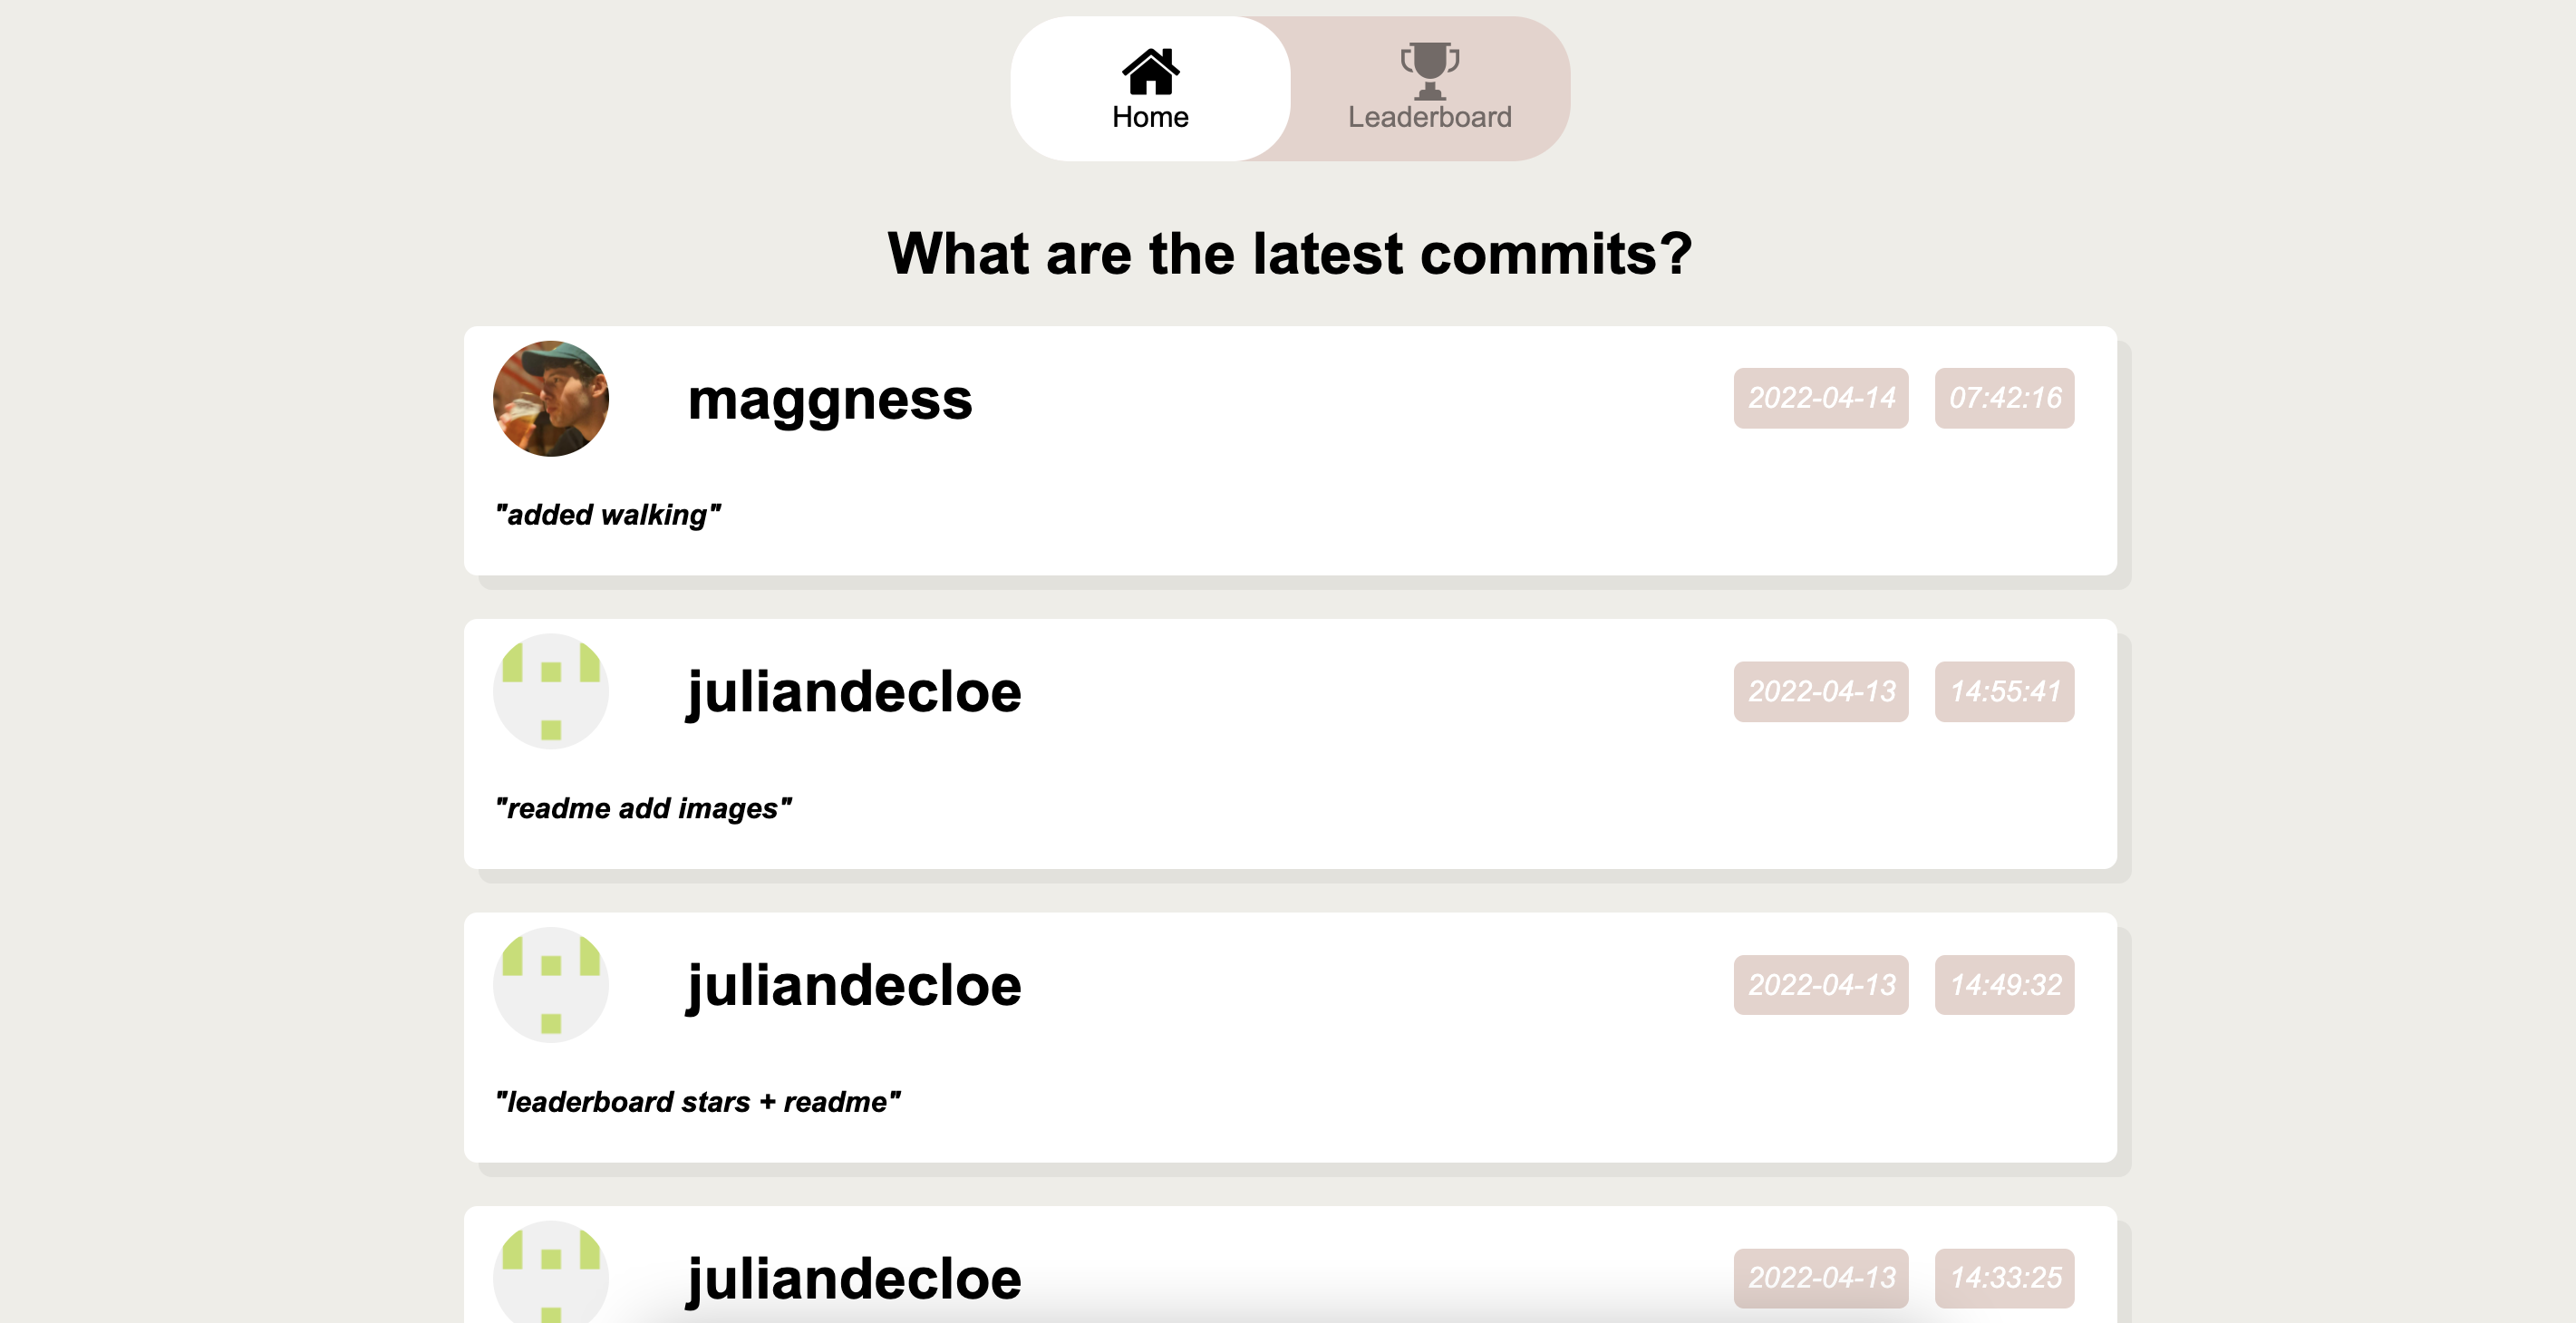 Home
Leaderboard
What are the latest commits?
maggness
2022-04-14
07:42:16
"added walking"
juliandecloe
2022-04-13
14:55:41
"readme add images"
juliandecloe
2022-04-13
14:49:32
"leaderboard stars + readme"
juliandecloe
2022-04-13
14:33:25